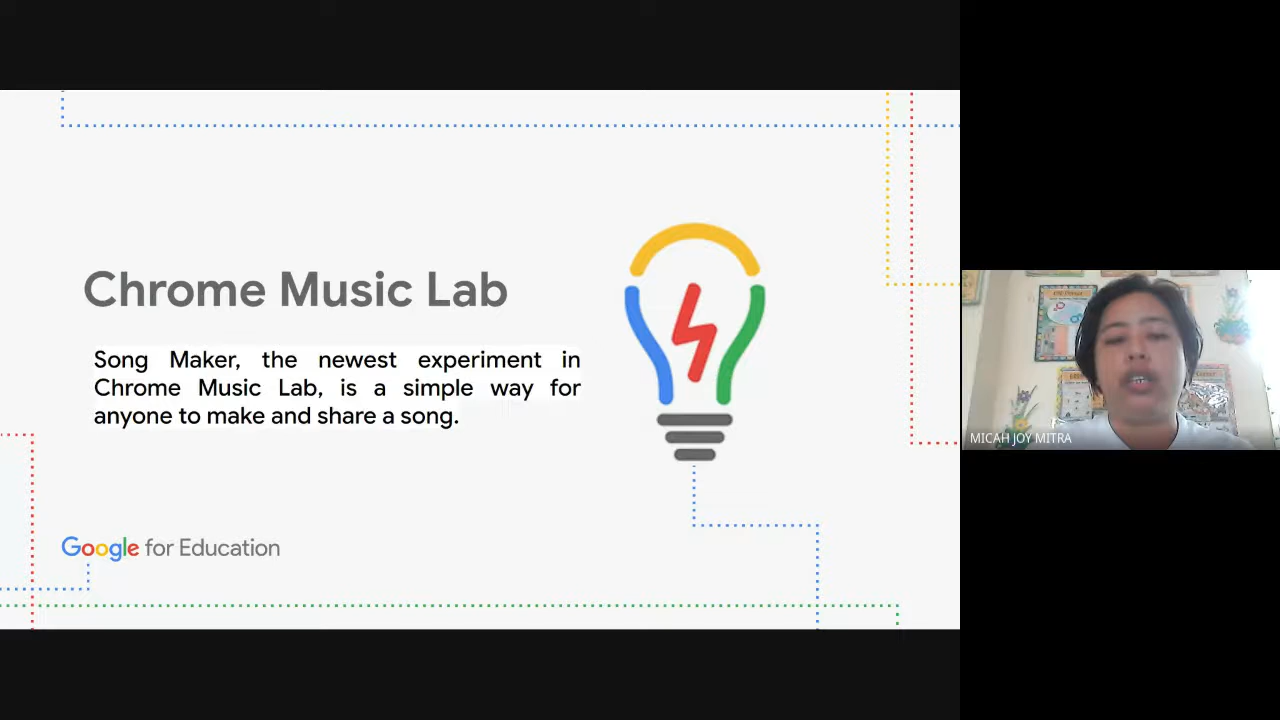 Chrome Music Lab
Song Maker, the newest experiment in
Chrome Music Lab, is a simple way for
anyone to make and share a song.
Google for Education
MICAH JOY MITRA